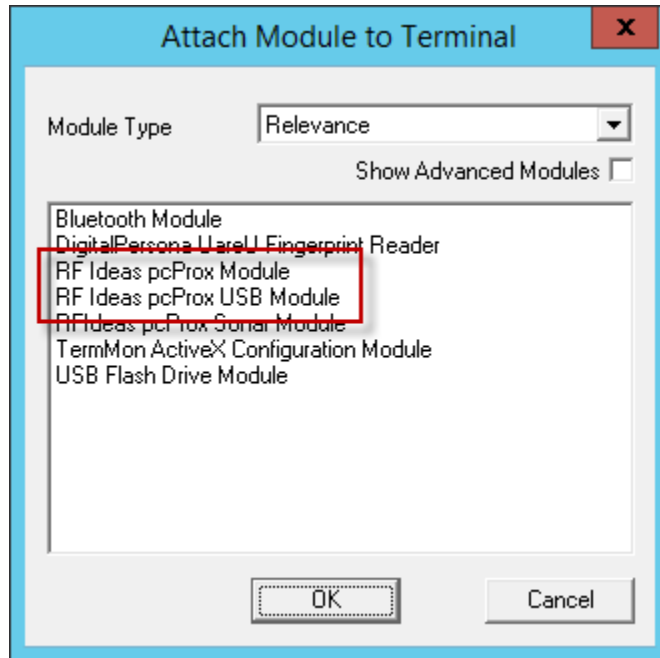 Attach Module to Terminal
x
Module Type
Relevance
Show Advanced Modules
Bluetooth Module
DigitalPersona UareU Fingerprint Reader
RF Ideas pcProx Module
RF Ideas pcProx USB Module
RFIdeas pcProx Sonar Module
TermMon ActiveX Configuration Module
USB Flash Drive Module
OK
Cancel